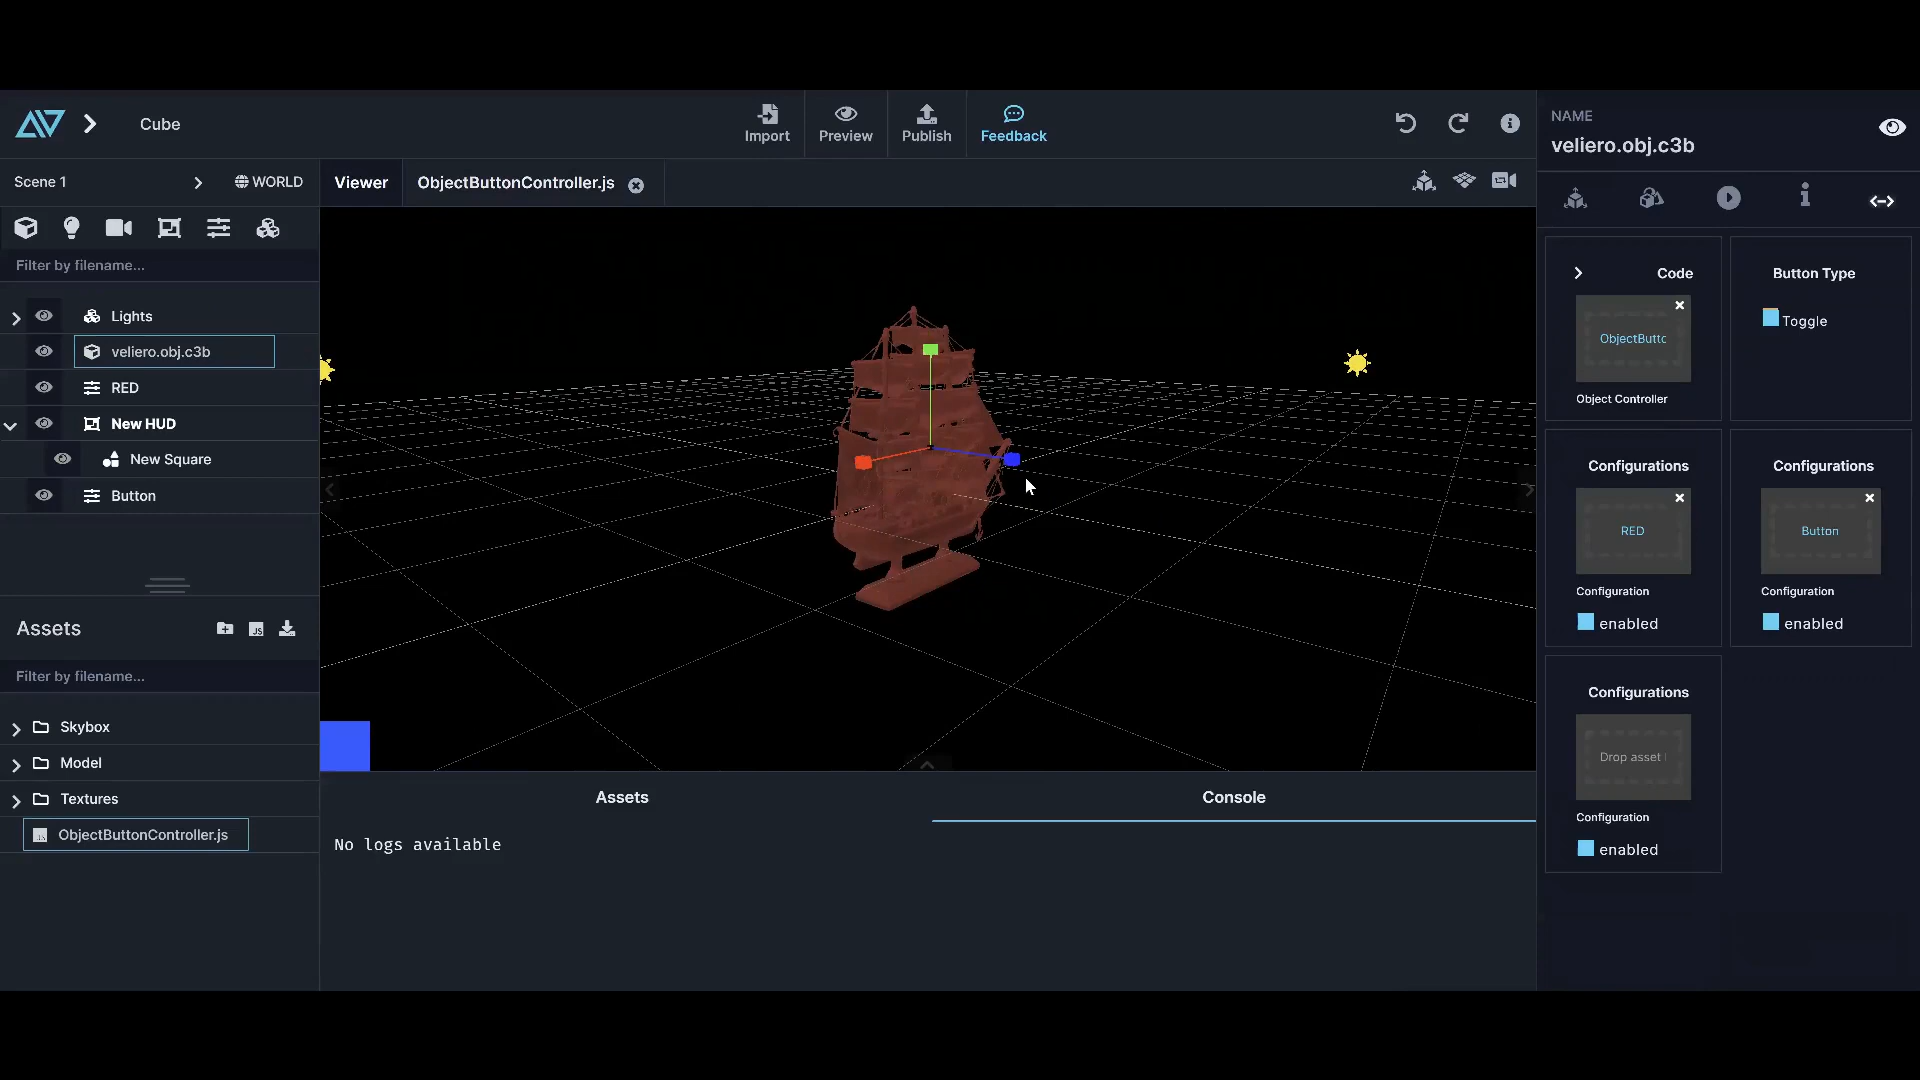 Cube
Import
Preview
Publish
Feedback
NAME
veliero.obj.c3b
Scene 1
WORLD
Viewer
ObjectButtonController.js
Filter by filename...
Lights
veliero.obj.c3b
RED
New HUD
New Square
Button
Assets
Filter by filename...
Skybox
Model
Textures
JS ObjectButtonController.js
Assets
Console
No logs available
Code
ObjectButtc
Object Controller
Button Type
Toggle
Configurations
RED
Configuration
enabled
Configurations
Button
Configuration
enabled
Configurations
Drop asset
Configuration
enabled